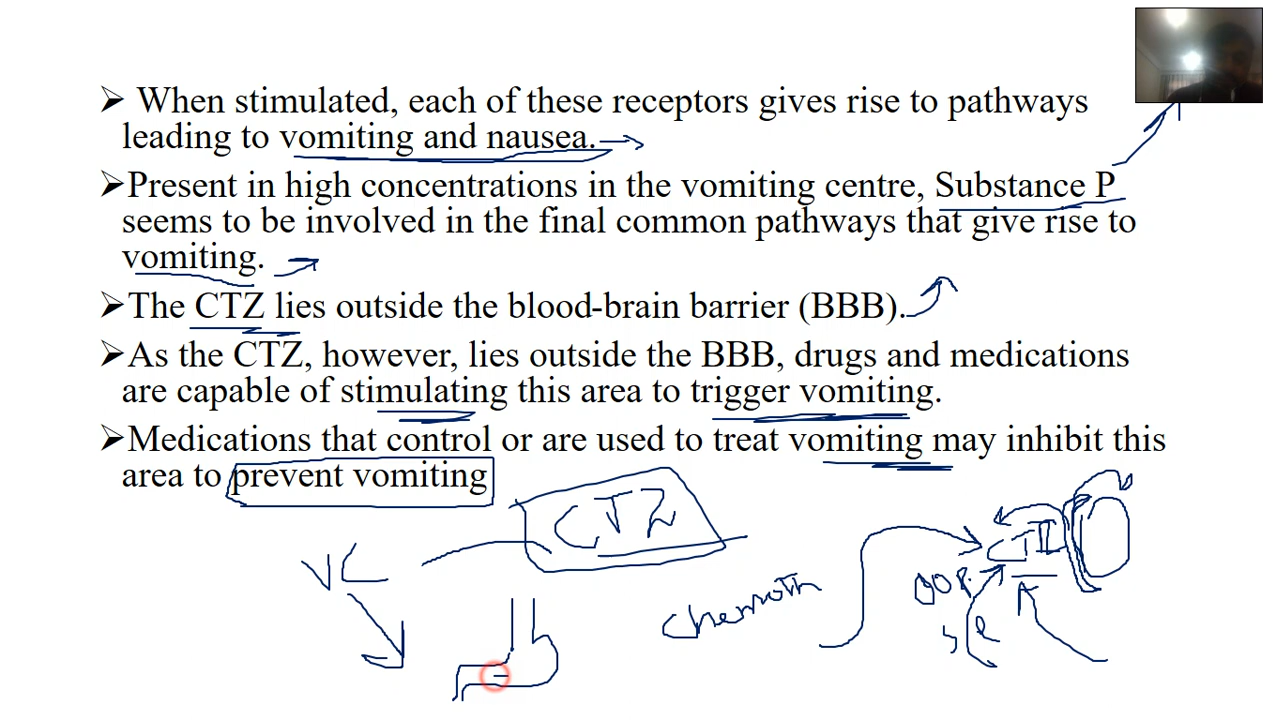 ➢ When stimulated, each of these receptors gives rise to pathways
leading to vomiting and nausea.
➢Present in high concentrations in the vomiting centre, Substance P
seems to be involved in the final common pathways that give rise to
vomiting.
➢The CTZ lies outside the blood-brain barrier (BBB).
➢As the CTZ, however, lies outside the BBB, drugs and medications
are capable of stimulating this area to trigger vomiting.
➢Medications that control or are used to treat vomiting may inhibit this
area to prevent vomiting
CTZ
VC